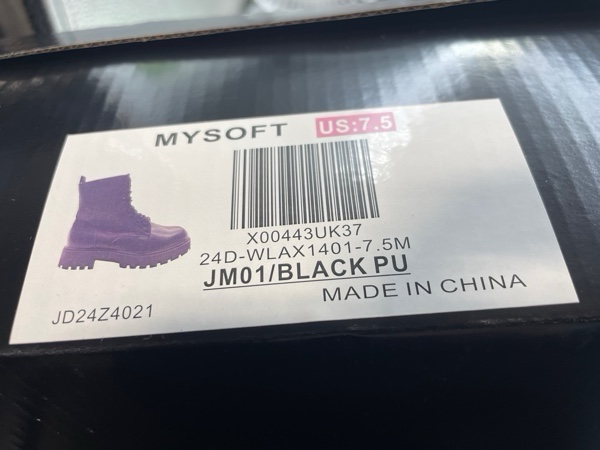 MYSOFT US:7.5
X00443UK37
24D-WLAX1401-7.5M
JM01/BLACK PU
MADE IN CHINA
JD24Z4021